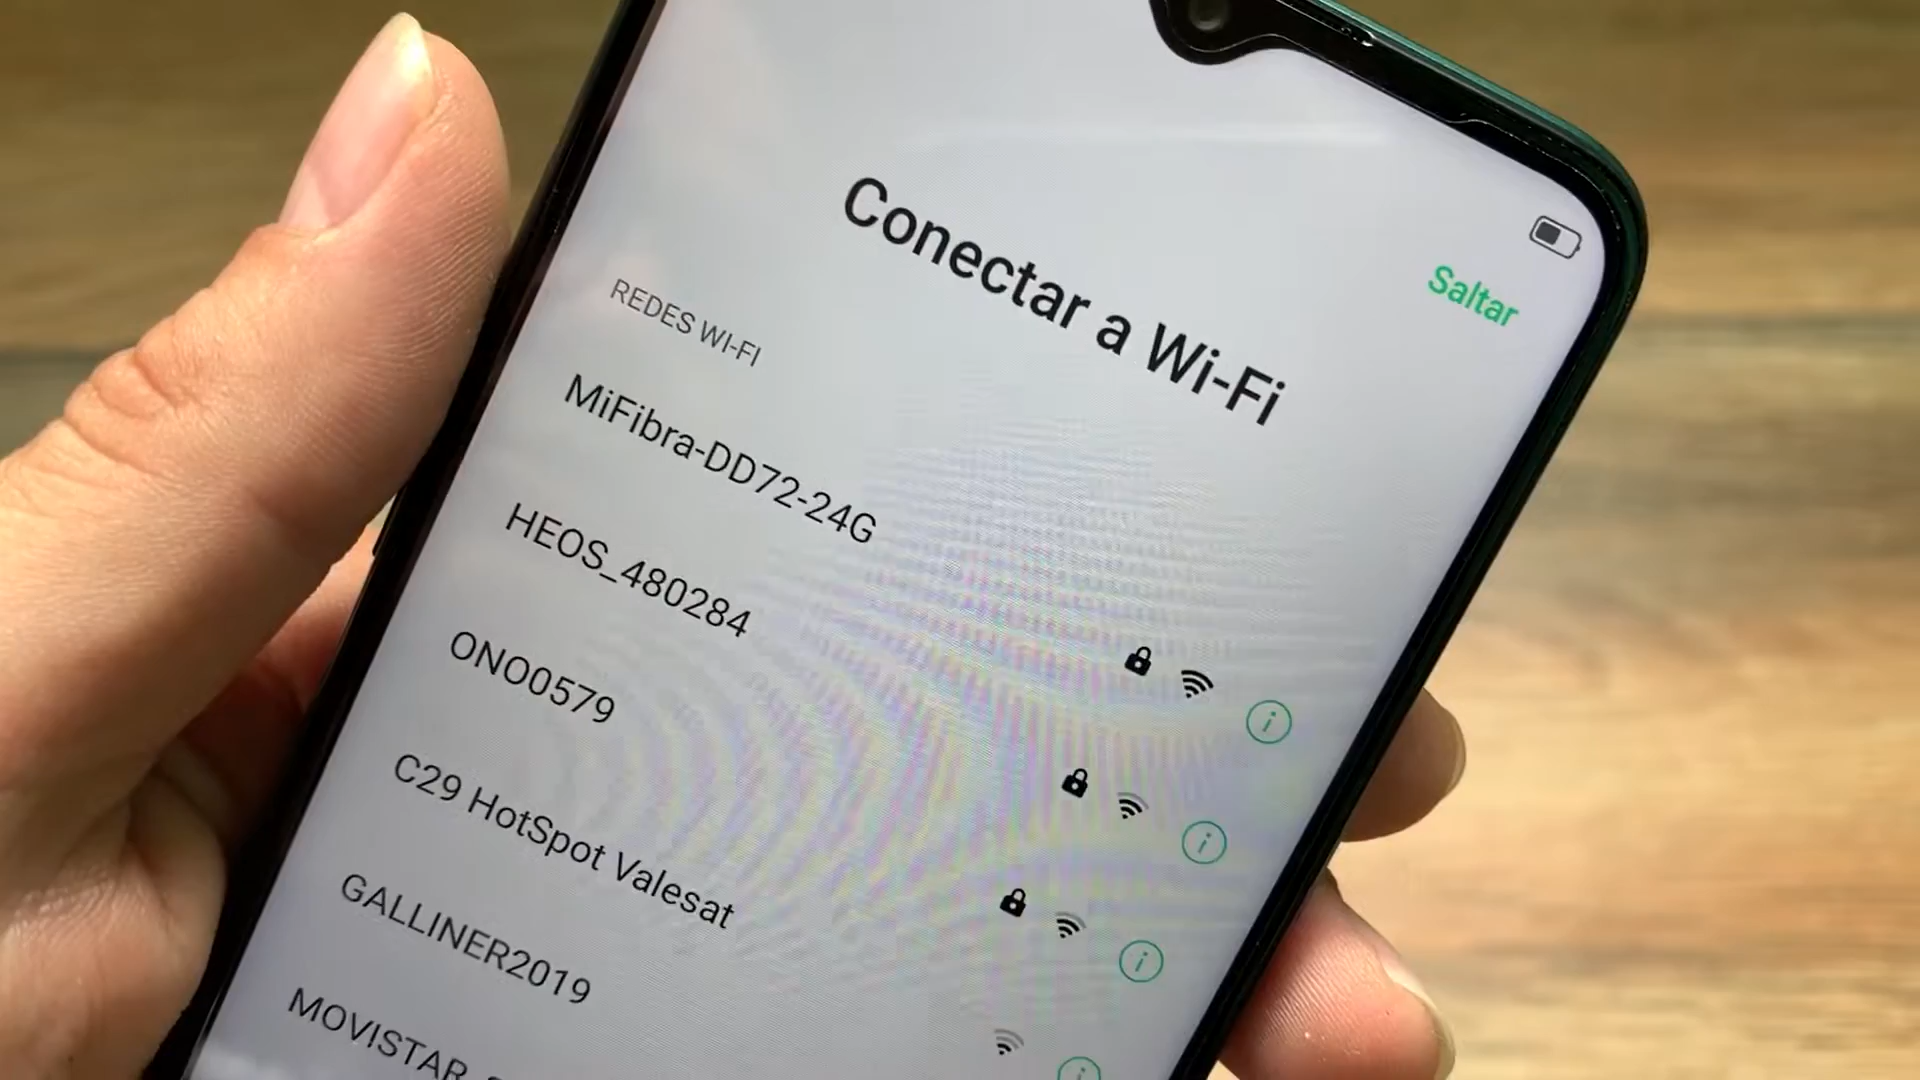 Conectar a Wi-Fi
Saltar
REDES WI-FI
MiFibra-DD72-24G
HEOS_480284
ONO0579
C29 HotSpot Valesat
GALLINER2019
MOVISTAR